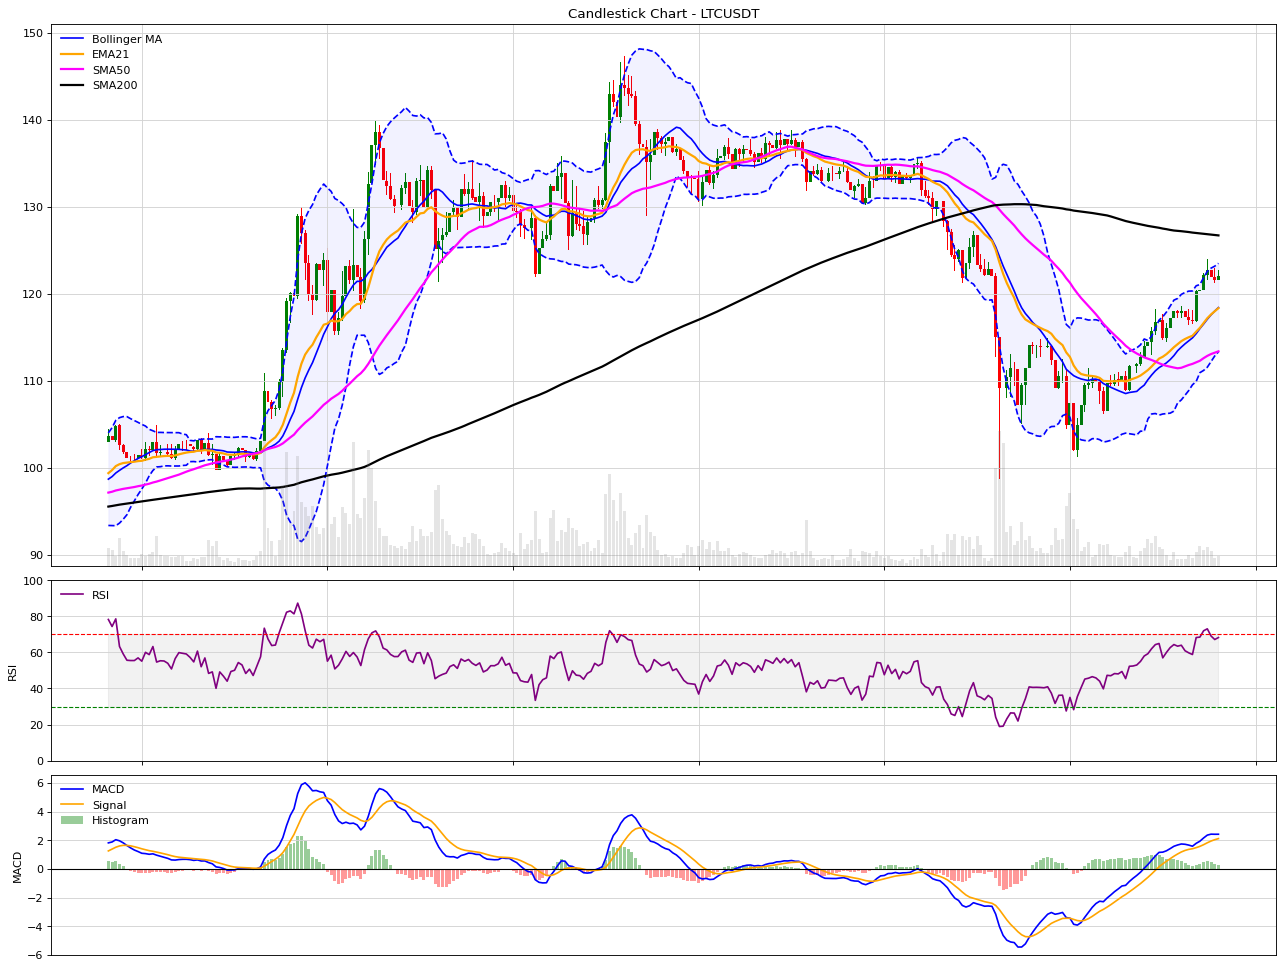 Candlestick Chart - LTCUSDT
150
140
130
120
110
100
90
Bollinger MA
EMA21
SMA50
SMA200
100
80
60
40
20
0
RSI
RSI
6
4
2
0
−2
−4
−6
MACD
MACD
Signal
Histogram